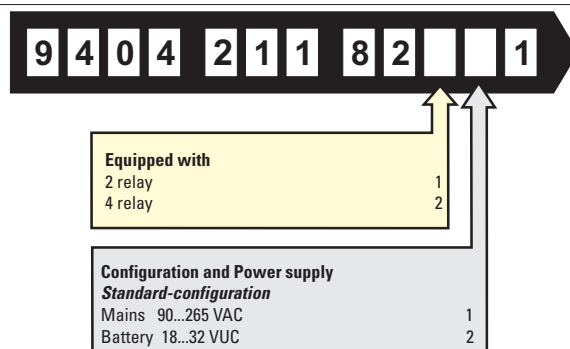 9404 211 82 1
Equipped with
2 relay 1
4 relay 2
Configuration and Power supply
Standard-configuration
Mains 90...265 VAC 1
Battery 18...32 VUC 2